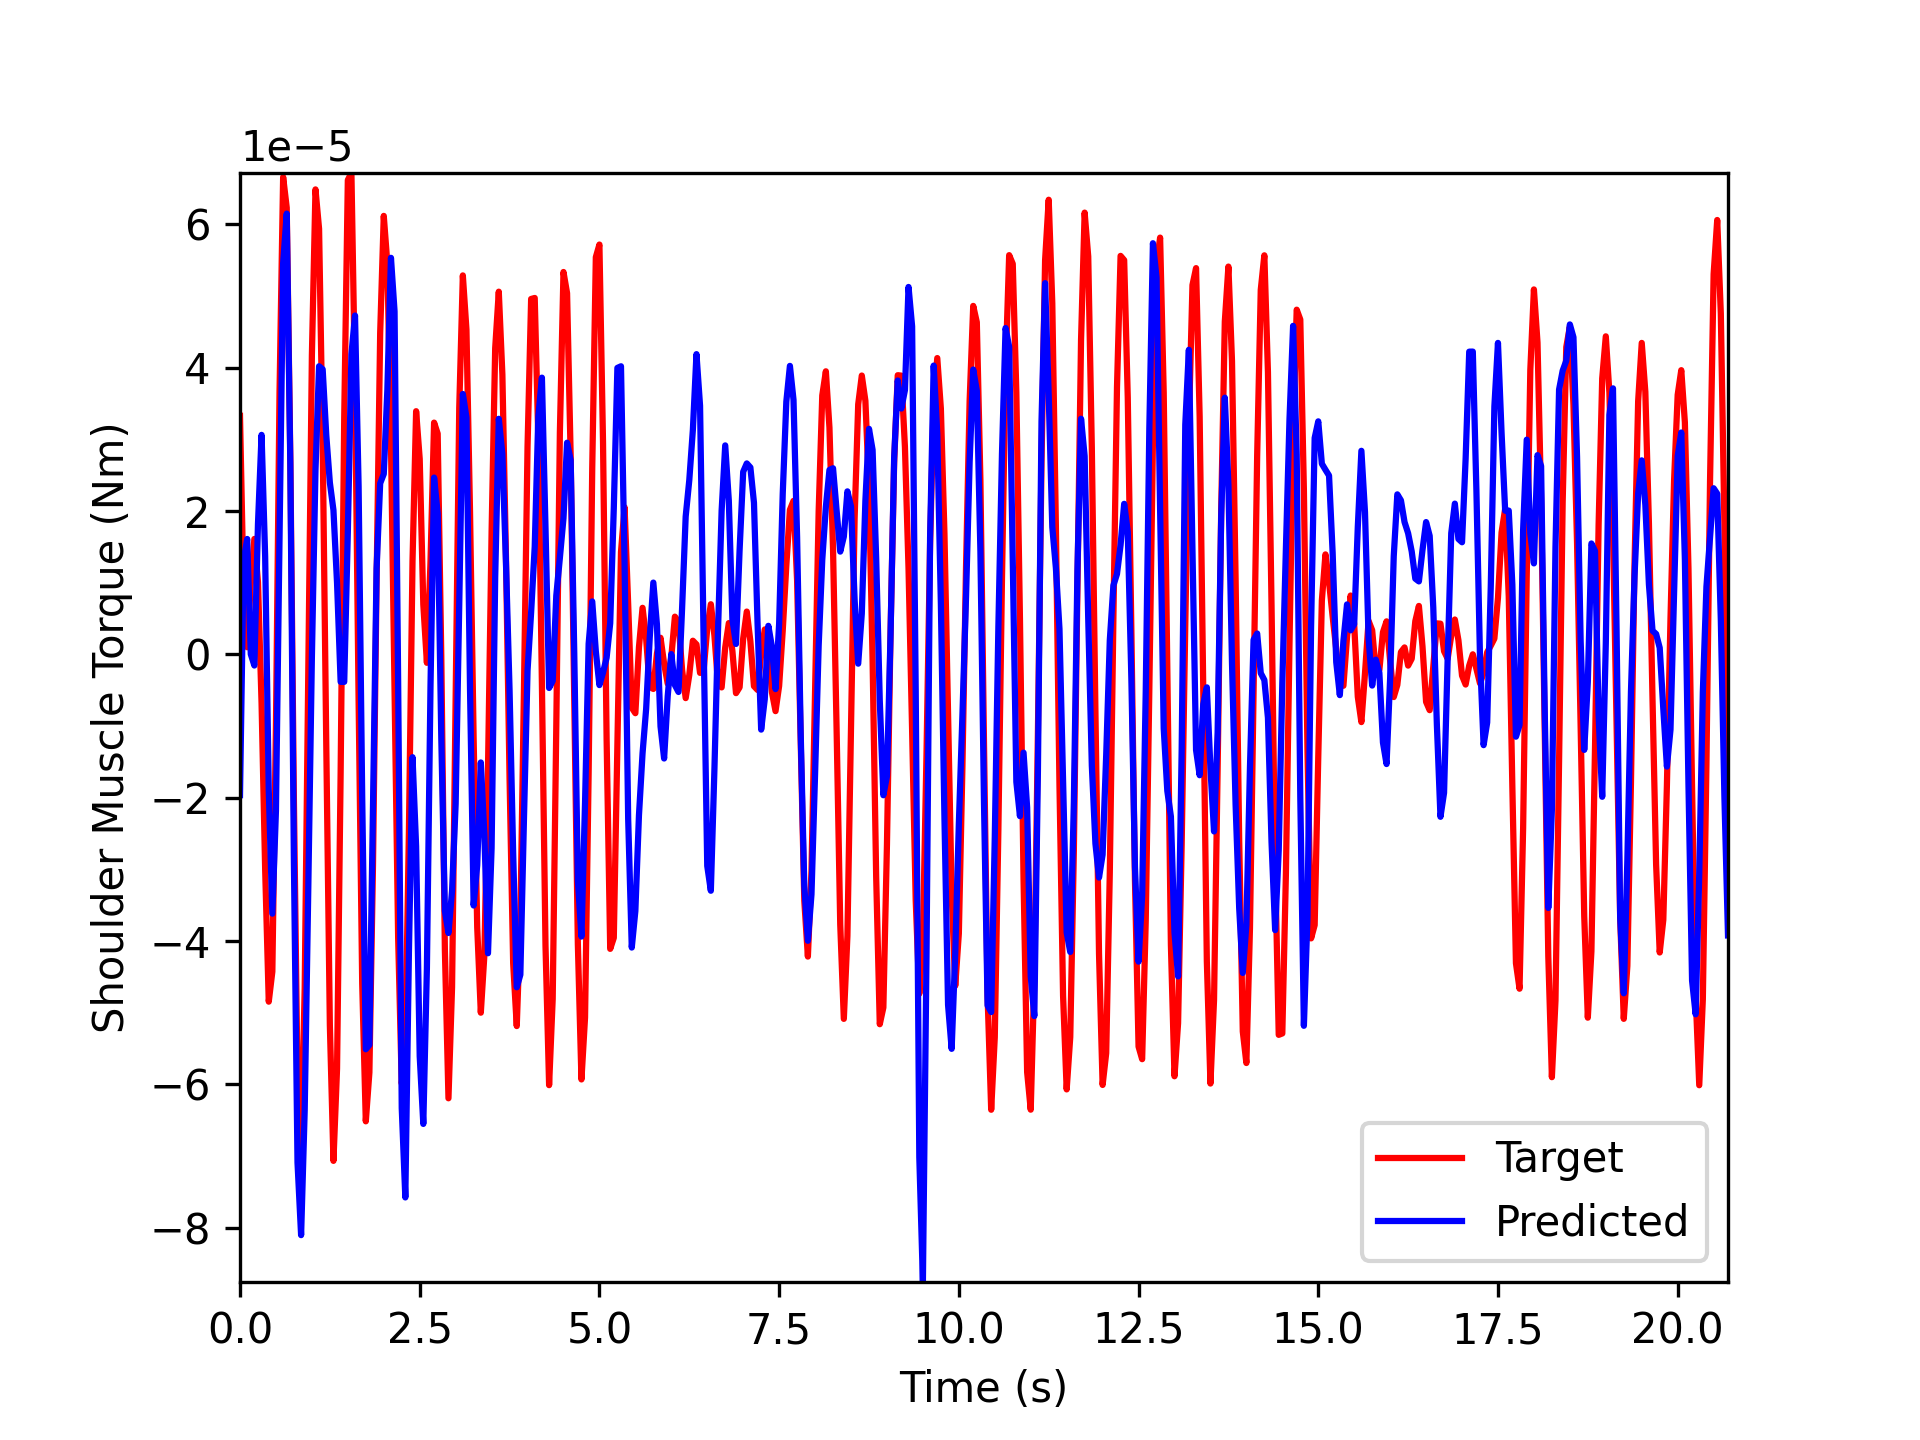 1e−5
6
4
2
0
−2
−4
−6
−8
Shoulder Muscle Torque (Nm)
Target
Predicted
0.0 2.5 5.0 7.5 10.0 12.5 15.0 17.5 20.0
Time (s)